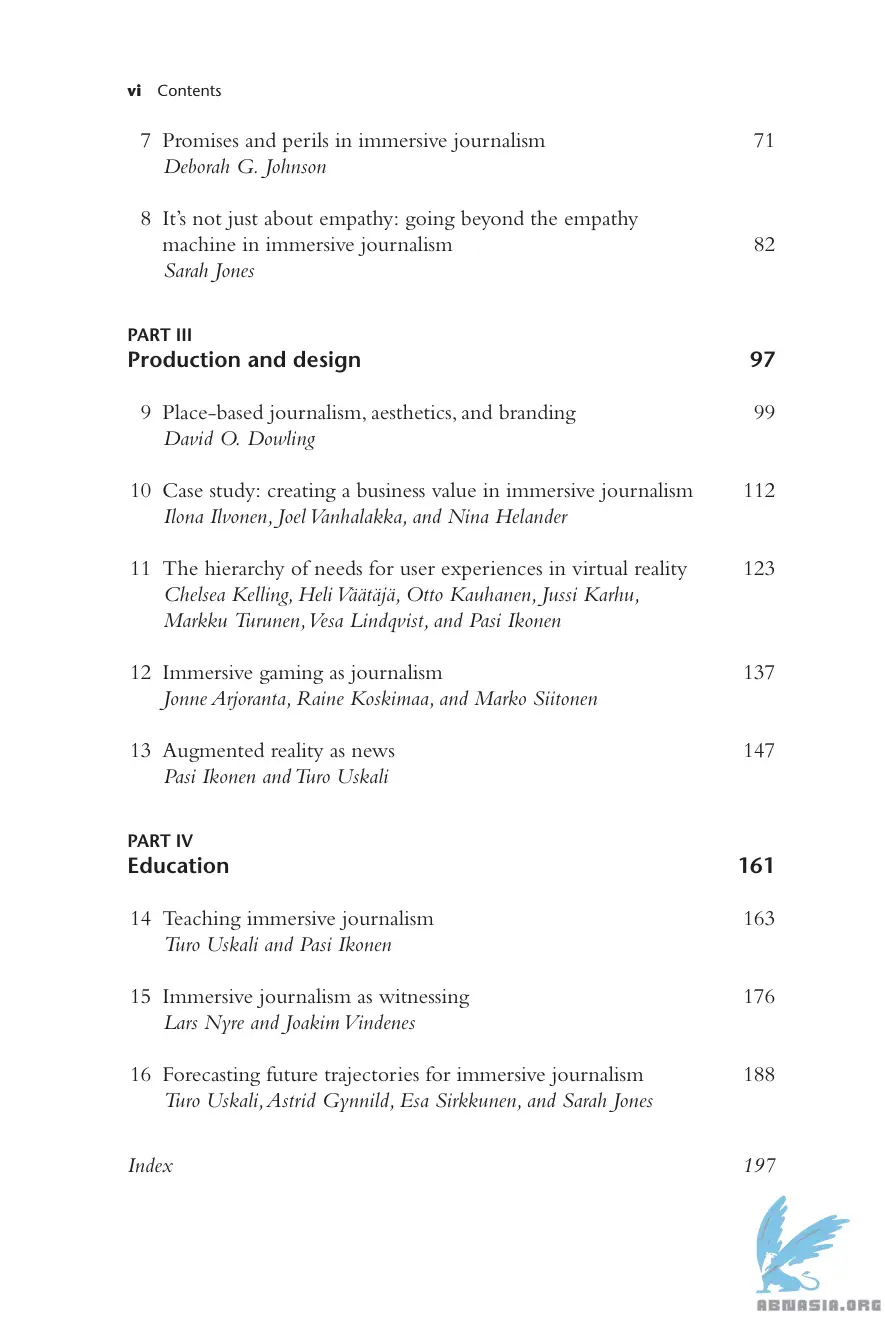 vi Contents
7 Promises and perils in immersive journalism 71
Deborah G. Johnson
8 It’s not just about empathy: going beyond the empathy
machine in immersive journalism 82
Sarah Jones
PART III
Production and design 97
9 Place-based journalism, aesthetics, and branding 99
David O. Dowling
10 Case study: creating a business value in immersive journalism 112
Ilona Ilvonen, Joel Vanhalakka, and Nina Helander
11 The hierarchy of needs for user experiences in virtual reality 123
Chelsea Kelling, Heli Väätäjä, Otto Kauhanen, Jussi Karhu,
Markku Turunen, Vesa Lindqvist, and Pasi Ikonen
12 Immersive gaming as journalism 137
Jonne Arjoranta, Raine Koskimaa, and Marko Siitonen
13 Augmented reality as news 147
Pasi Ikonen and Turo Uskali
PART IV
Education 161
14 Teaching immersive journalism 163
Turo Uskali and Pasi Ikonen
15 Immersive journalism as witnessing 176
Lars Nyre and Joakim Vindenes
16 Forecasting future trajectories for immersive journalism 188
Turo Uskali, Astrid Gynnild, Esa Sirkkunen, and Sarah Jones
Index 197
ABNASIA.ORG